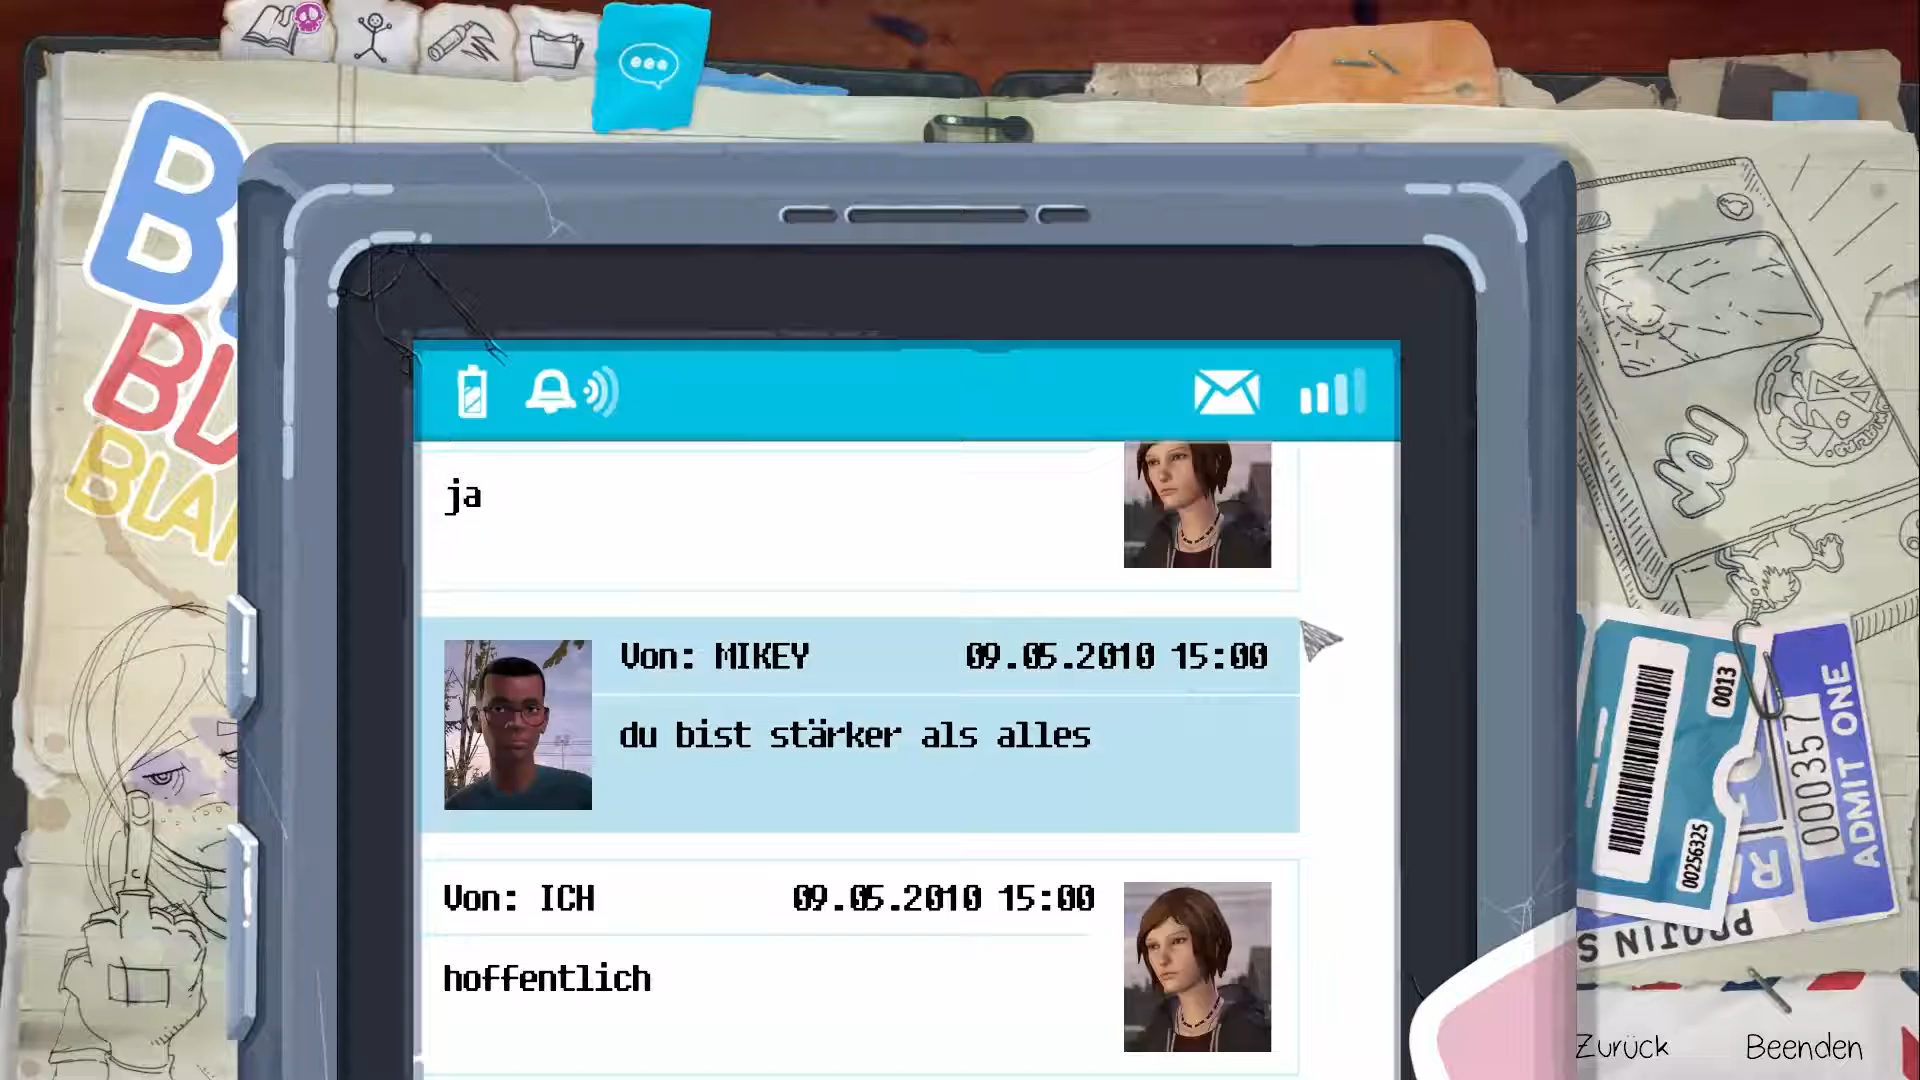 ja
Von: MIKEY 09.05.2010 15:00
du bist stärker als alles
Von: ICH 09.05.2010 15:00
hoffentlich
0013
00256325
000357
ADMIT ONE
Zurück
Beenden